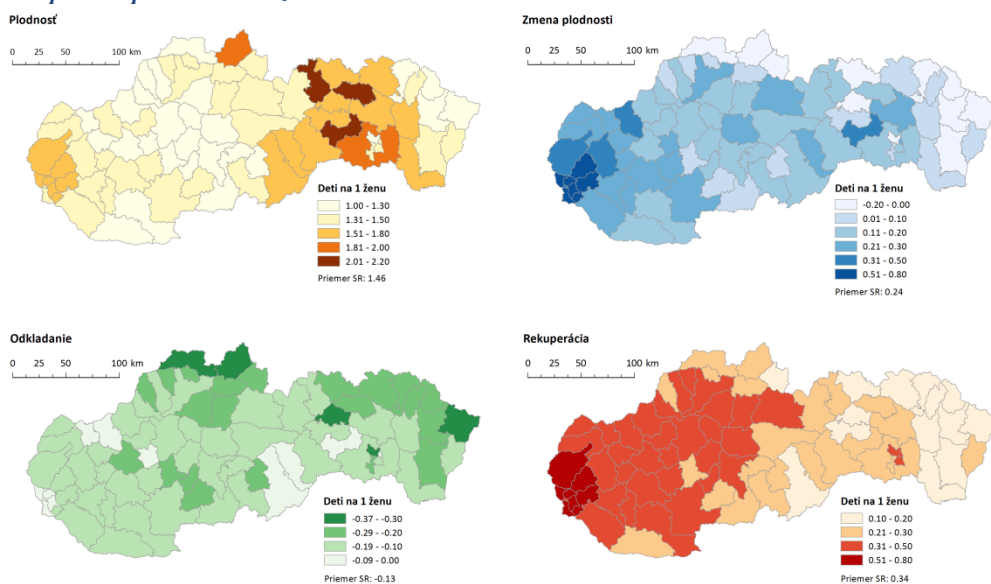 Plodnosť
0 25 50 100 km
Deti na 1 ženu
1.00 - 1.30
1.31 - 1.50
1.51 - 1.80
1.81 - 2.00
2.01 - 2.20
Priemer SR: 1.46
Zmena plodnosti
0 25 50 100 km
Deti na 1 ženu
-0.20 - 0.00
0.01 - 0.10
0.11 - 0.20
0.21 - 0.30
0.31 - 0.50
0.51 - 0.80
Priemer SR: 0.24
Odkladanie
0 25 50 100 km
Deti na 1 ženu
-0.37 - -0.30
-0.29 - -0.20
-0.19 - -0.10
-0.09 - 0.00
Priemer SR: -0.13
Rekuperácia
0 25 50 100 km
Deti na 1 ženu
0.10 - 0.20
0.21 - 0.30
0.31 - 0.50
0.51 - 0.80
Priemer SR: 0.34